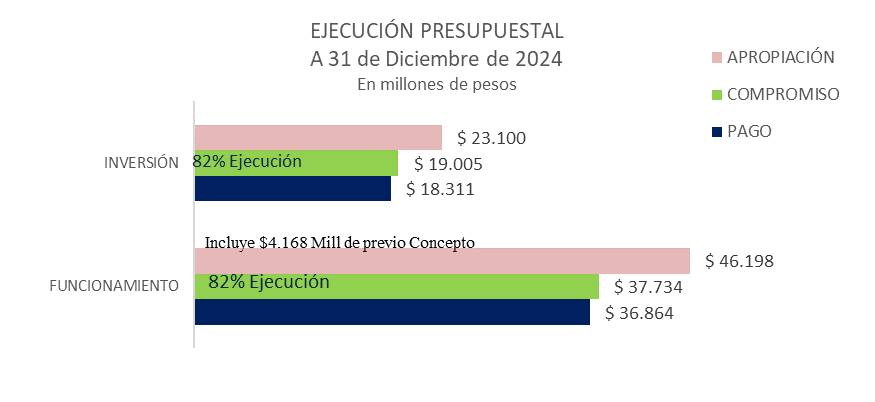 EJECUCIÓN PRESUPUESTAL
A 31 de Diciembre de 2024
En millones de pesos
APROPIACIÓN
COMPROMISO
PAGO
$ 23.100
INVERSIÓN
82% Ejecución
$ 19.005
$ 18.311
Incluye $4.168 Mill de previo Concepto
$ 46.198
FUNCIONAMIENTO
82% Ejecución
$ 37.734
$ 36.864